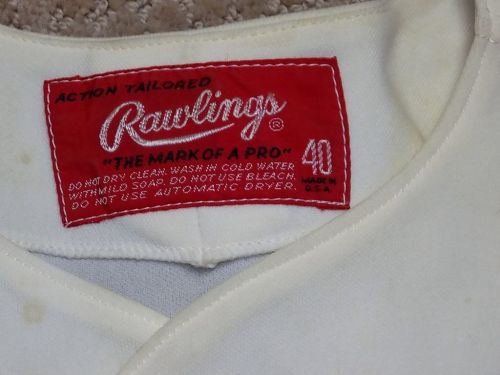 ACTION TAILORED
Rawlings®
"THE MARK OF A PRO"
40
DO NOT DRY CLEAN. WASH IN COLD WATER
WITH MILD SOAP. DO NOT USE BLEACH.
DO NOT USE AUTOMATIC DRYER.
MADE IN
U.S.A.